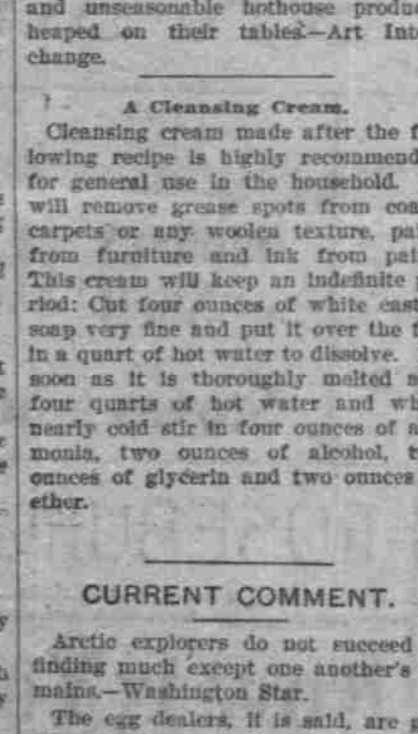 and unseasonable hothouse produc
heaped on their tables.—Art Inte
change.
A Cleansing Cream.
Cleansing cream made after the f
lowing recipe is highly recommend
for general use in the household.
will remove grease spots from coa
carpets or any woolen texture, pai
from furniture and ink from pai
This cream will keep an indefinite p
riod: Cut four ounces of white cast
soap very fine and put it over the f
in a quart of hot water to dissolve.
soon as it is thoroughly melted a
four quarts of hot water and wh
nearly cold stir in four ounces of a
monia, two ounces of alcohol, t
ounces of glycerin and two ounces
ether.
CURRENT COMMENT.
Arctic explorers do not succeed
finding much except one another's
mains.—Washington Star.
The egg dealers, it is said, are